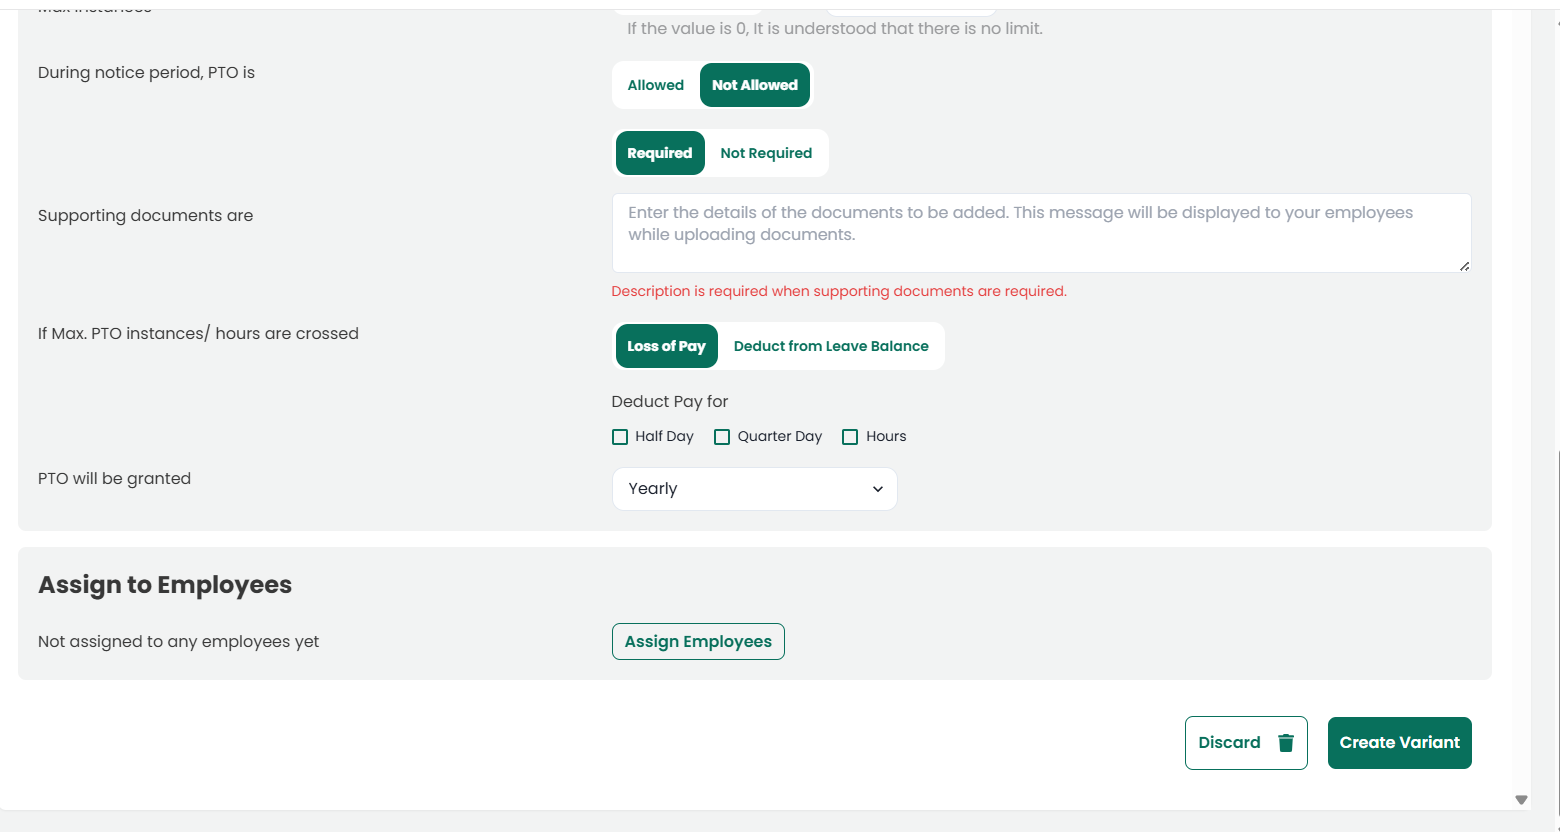 Max Instances
If the value is 0, It is understood that there is no limit.
During notice period, PTO is
Allowed
Not Allowed
Required
Not Required
Supporting documents are
Enter the details of the documents to be added. This message will be displayed to your employees
while uploading documents.
Description is required when supporting documents are required.
If Max. PTO instances/ hours are crossed
Loss of Pay
Deduct from Leave Balance
Deduct Pay for
Half Day
Quarter Day
Hours
PTO will be granted
Yearly
Assign to Employees
Not assigned to any employees yet
Assign Employees
Discard
Create Variant